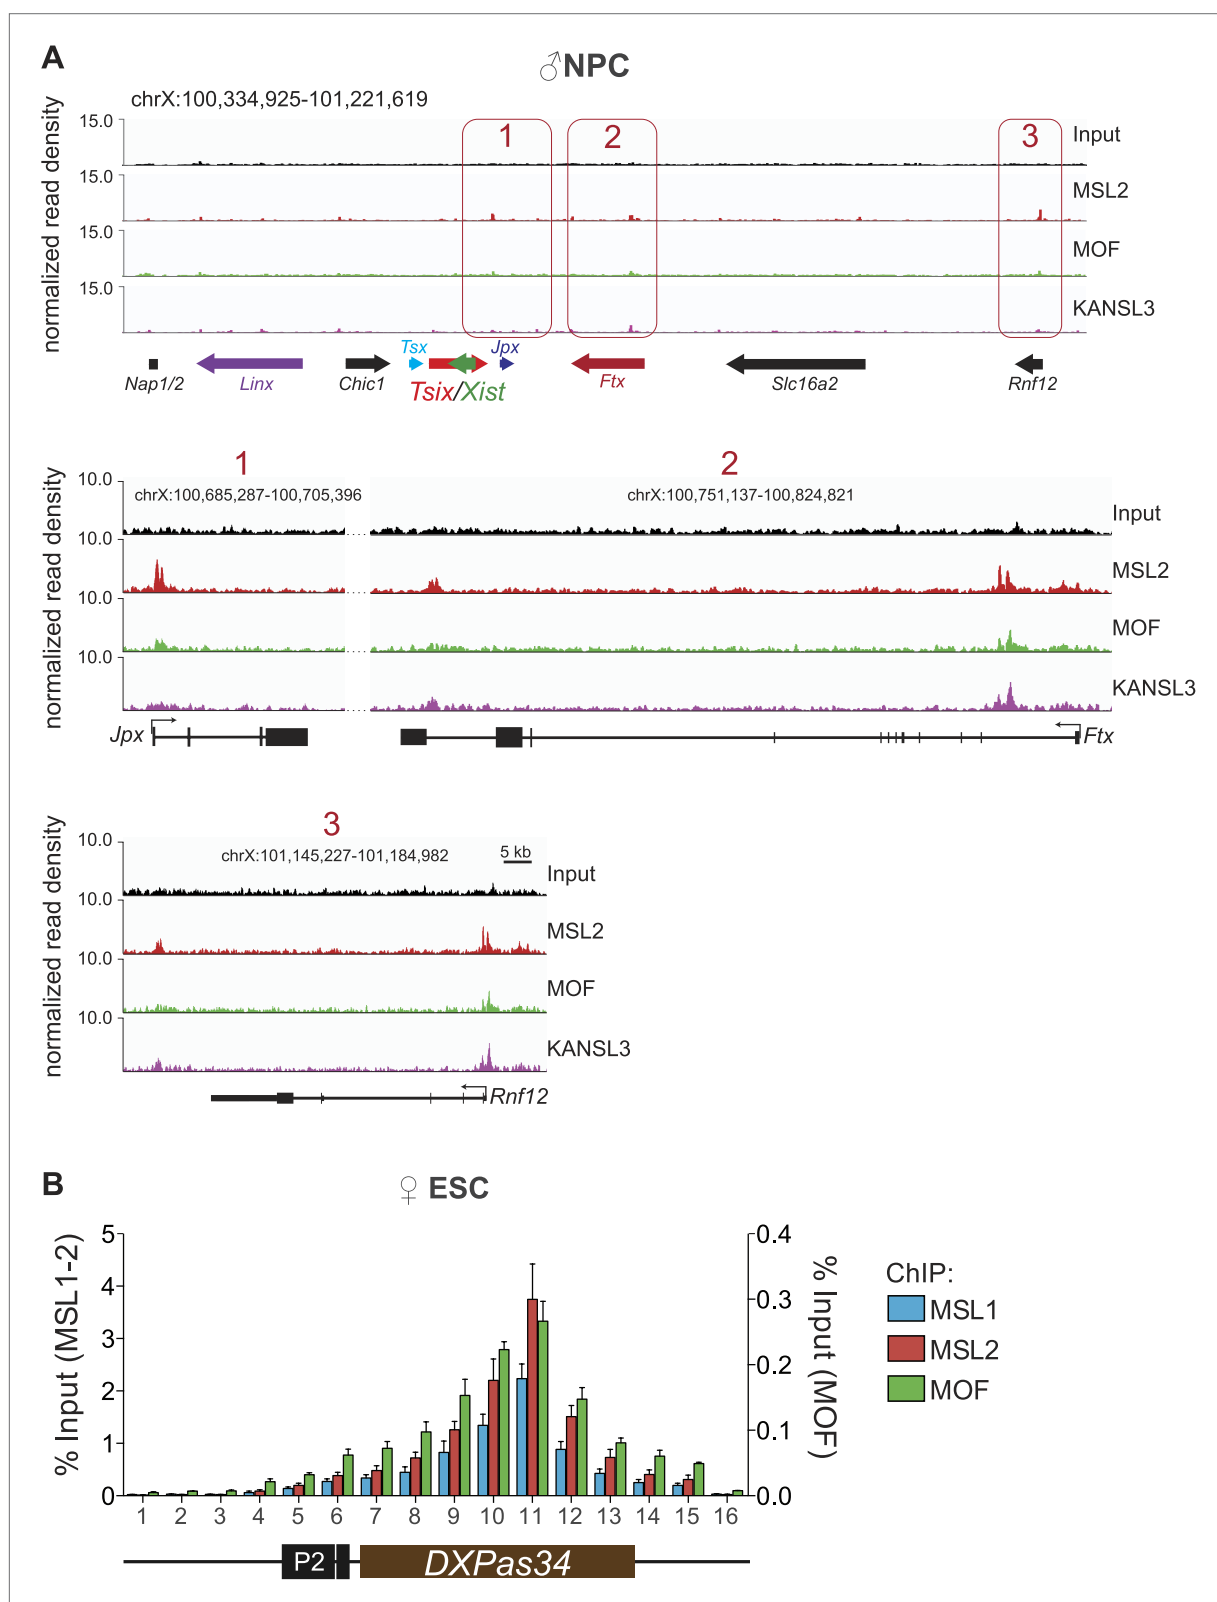 A
♂NPC
chrX:100,334,925-101,221,619
normalized read density
15.0
1
2
3
Input
15.0
MSL2
15.0
MOF
15.0
KANSL3
Nap1/2
Linx
Chic1
Tsx
Tsix/Xist
Jpx
Ftx
Slc16a2
Rnf12
normalized read density
1
2
10.0
chrX:100,685,287-100,705,396
chrX:100,751,137-100,824,821
Input
10.0
MSL2
10.0
MOF
10.0
KANSL3
Jpx
Ftx
normalized read density
3
10.0
chrX:101,145,227-101,184,982
5 kb
Input
10.0
MSL2
10.0
MOF
10.0
KANSL3
Rnf12
B
♀ ESC
% Input (MSL1-2)
5
4
3
2
1
0
0.4
0.3
0.2
0.1
0.0
% Input (MOF)
1 2 3 4 5 6 7 8 9 10 11 12 13 14 15 16
P2
DXPas34
ChIP:
MSL1
MSL2
MOF